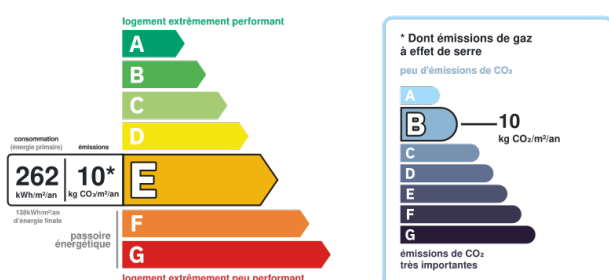 logement extrêmement performant
A
B
C
D
consommation
(énergie primaire)
émissions
262
kWh/m²/an
10*
kg CO₂/m²/an
E
138kWh/m²/an
d'énergie finale
F
passoire
énergétique
G
logement extrêmement peu performant
* Dont émissions de gaz
à effet de serre
peu d'émissions de CO₂
A
B
10
kg CO₂/m²/an
C
D
E
F
G
émissions de CO₂
très importantes